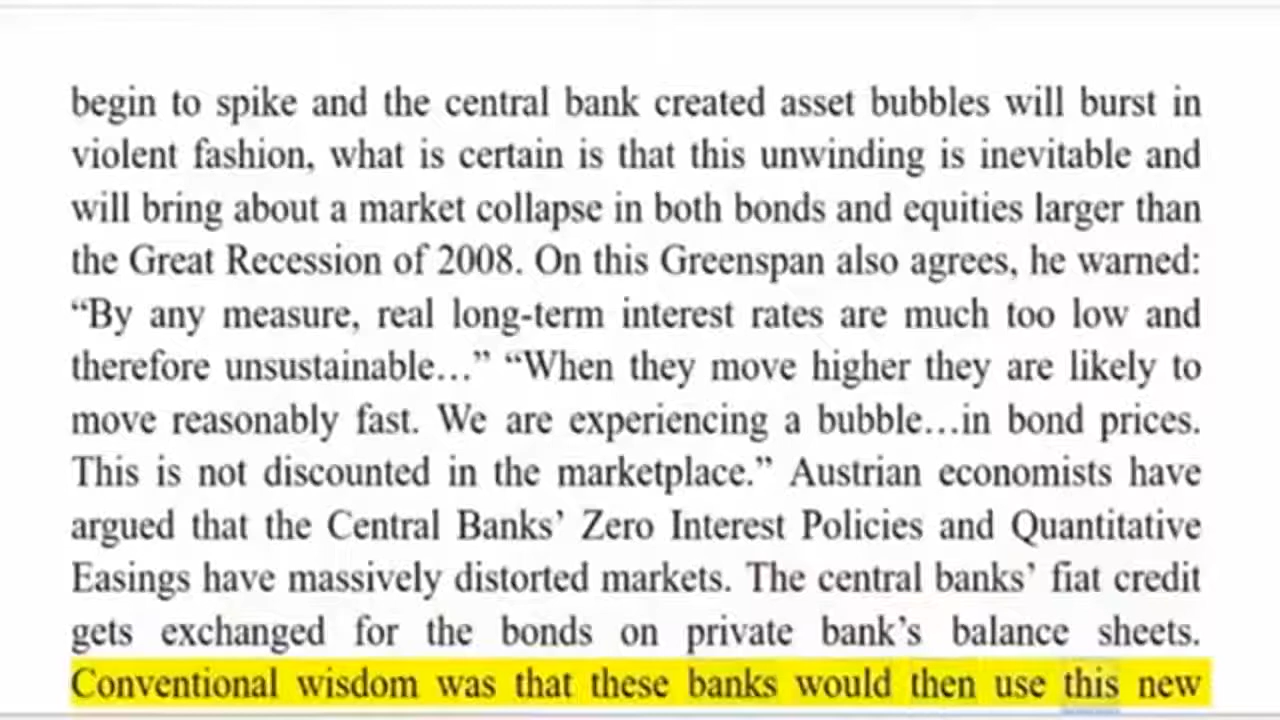 begin to spike and the central bank created asset bubbles will burst in
violent fashion, what is certain is that this unwinding is inevitable and
will bring about a market collapse in both bonds and equities larger than
the Great Recession of 2008. On this Greenspan also agrees, he warned:
“By any measure, real long-term interest rates are much too low and
therefore unsustainable…” “When they move higher they are likely to
move reasonably fast. We are experiencing a bubble…in bond prices.
This is not discounted in the marketplace.” Austrian economists have
argued that the Central Banks’ Zero Interest Policies and Quantitative
Easings have massively distorted markets. The central banks’ fiat credit
gets exchanged for the bonds on private bank’s balance sheets.
Conventional wisdom was that these banks would then use this new